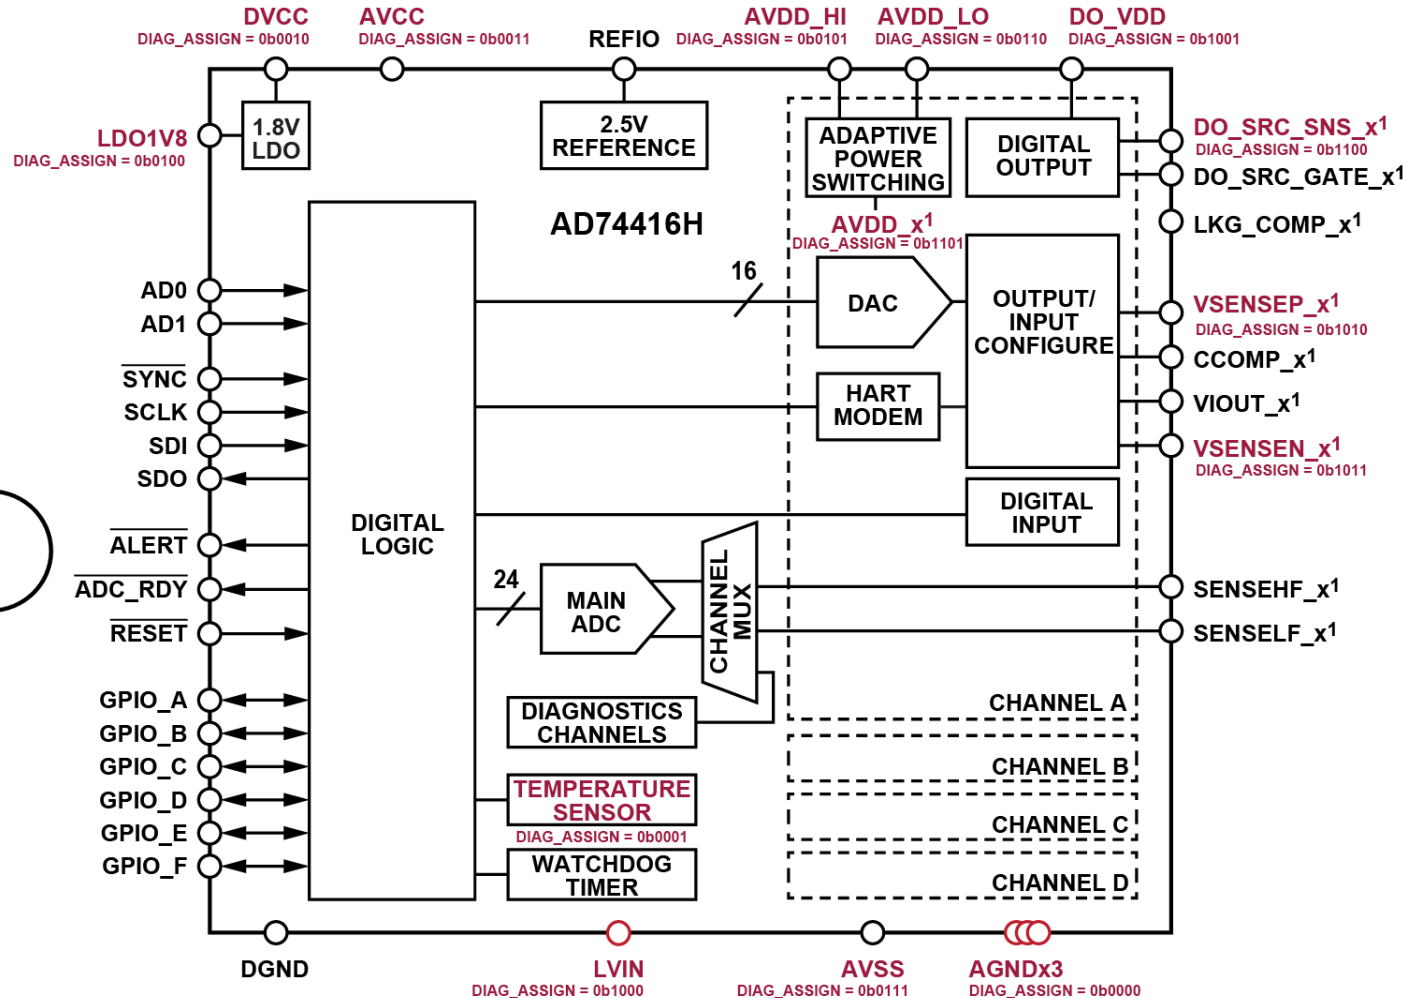 DVCC
DIAG_ASSIGN = 0b0010
AVCC
DIAG_ASSIGN = 0b0011
REFIO
AVDD_HI
DIAG_ASSIGN = 0b0101
AVDD_LO
DIAG_ASSIGN = 0b0110
DO_VDD
DIAG_ASSIGN = 0b1001
LDO1V8
DIAG_ASSIGN = 0b0100
1.8V
LDO
2.5V
REFERENCE
ADAPTIVE
POWER
SWITCHING
DIGITAL
OUTPUT
DO_SRC_SNS_x¹
DIAG_ASSIGN = 0b1100
DO_SRC_GATE_x¹
AD74416H
AVDD_x¹
DIAG_ASSIGN = 0b1101
LKG_COMP_x¹
AD0
AD1
SYNC
SCLK
SDI
SDO
ALERT
ADC_RDY
RESET
GPIO_A
GPIO_B
GPIO_C
GPIO_D
GPIO_E
GPIO_F
DIGITAL
LOGIC
16
DAC
OUTPUT/
INPUT
CONFIGURE
HART
MODEM
VSENSEP_x¹
DIAG_ASSIGN = 0b1010
CCOMP_x¹
VIOUT_x¹
VSENSEN_x¹
DIAG_ASSIGN = 0b1011
DIGITAL
INPUT
24
MAIN
ADC
CHANNEL
MUX
SENSEHF_x¹
SENSELF_x¹
DIAGNOSTICS
CHANNELS
TEMPERATURE
SENSOR
DIAG_ASSIGN = 0b0001
WATCHDOG
TIMER
CHANNEL A
CHANNEL B
CHANNEL C
CHANNEL D
DGND
LVIN
DIAG_ASSIGN = 0b1000
AVSS
DIAG_ASSIGN = 0b0111
AGNDx3
DIAG_ASSIGN = 0b0000